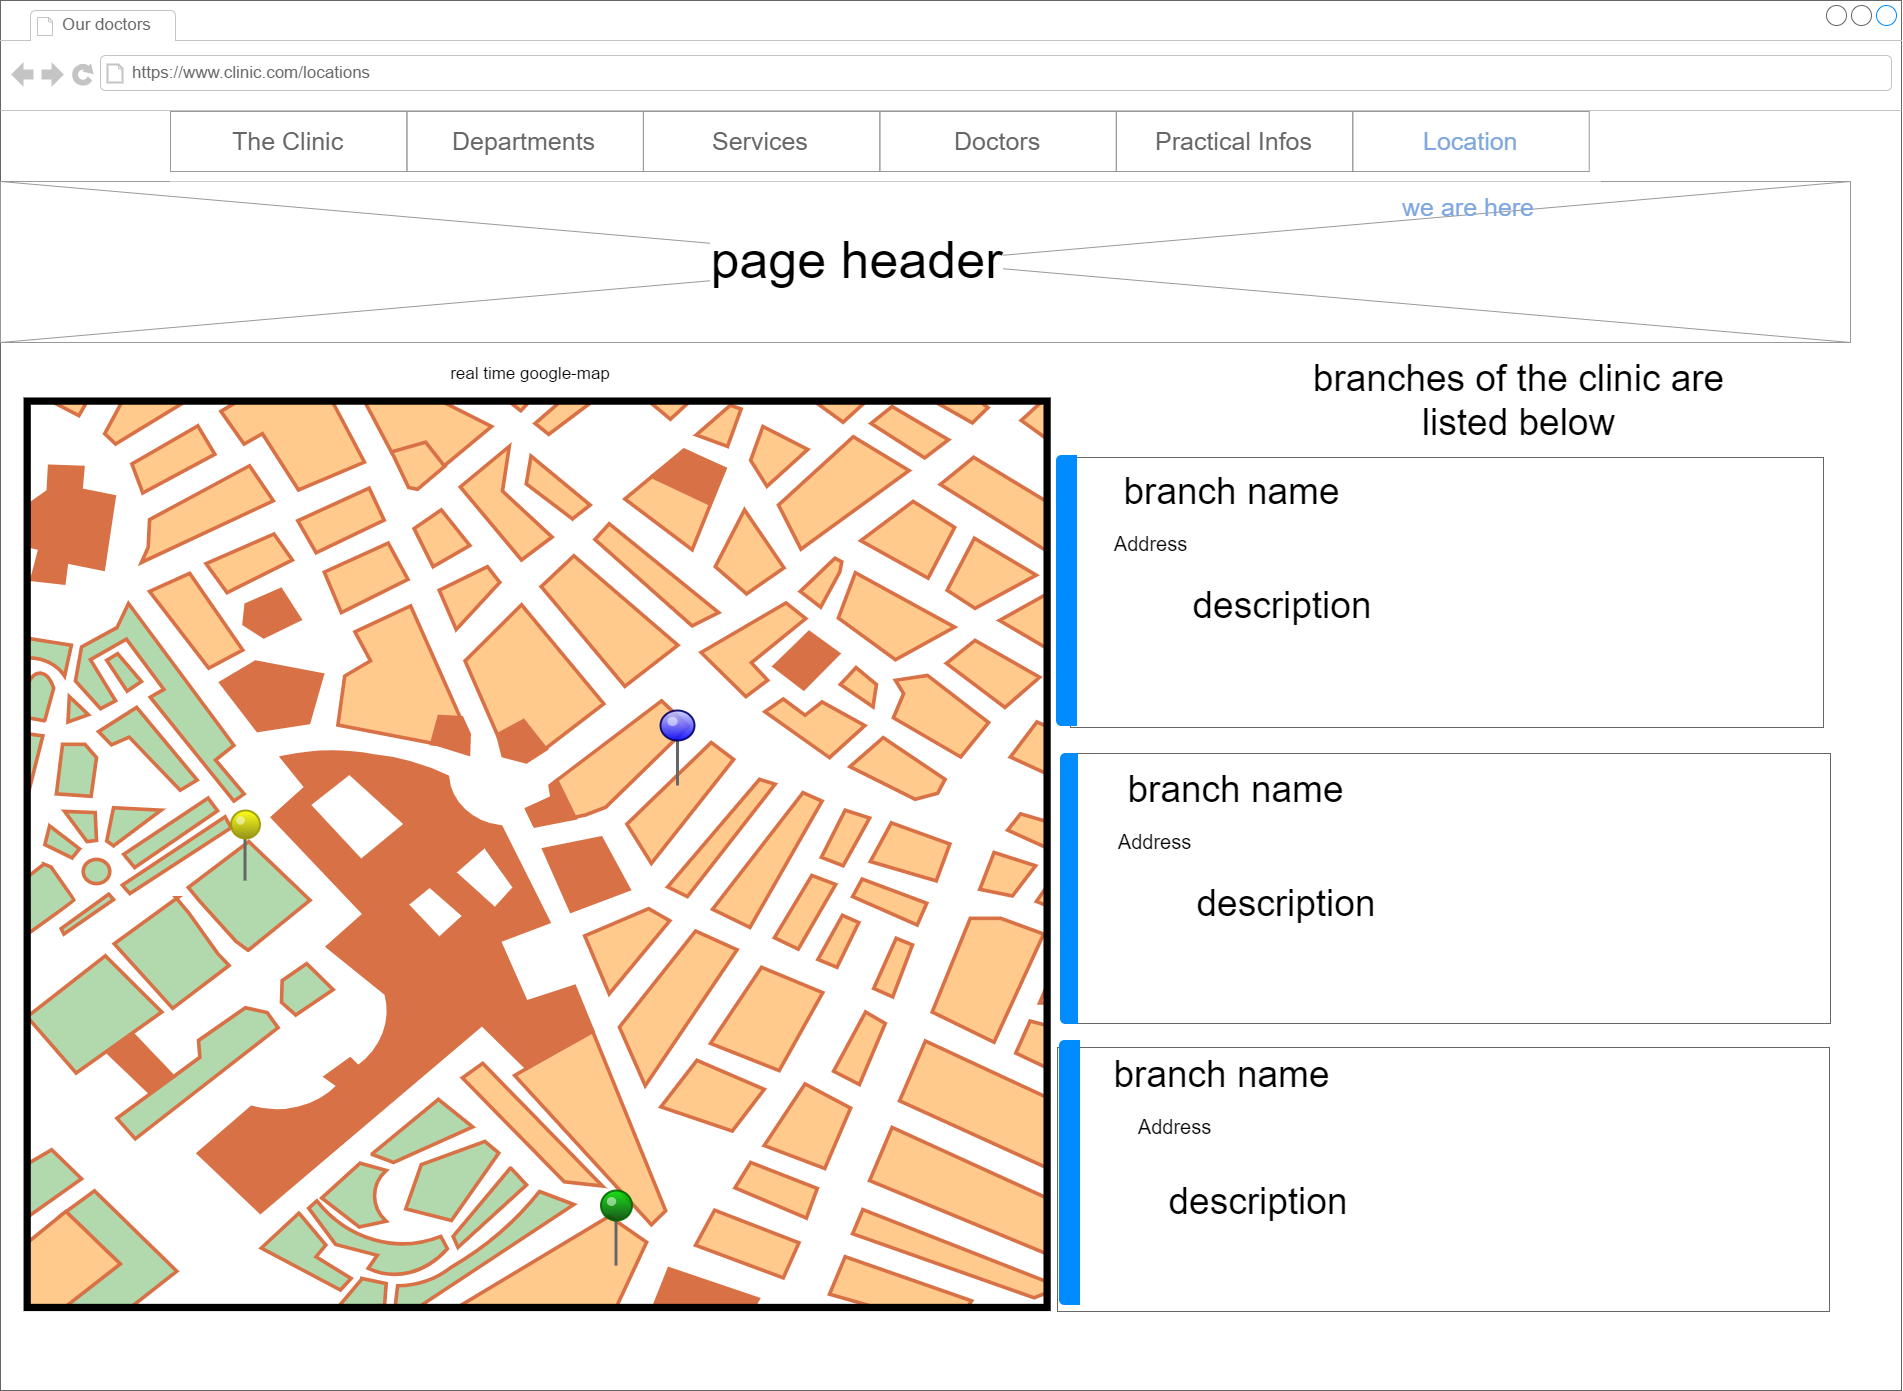 Our doctors
https://www.clinic.com/locations
The Clinic
Departments
Services
Doctors
Practical Infos
Location
we are here
page header
real time google-map
branches of the clinic are
listed below
branch name
Address
description
branch name
Address
description
branch name
Address
description